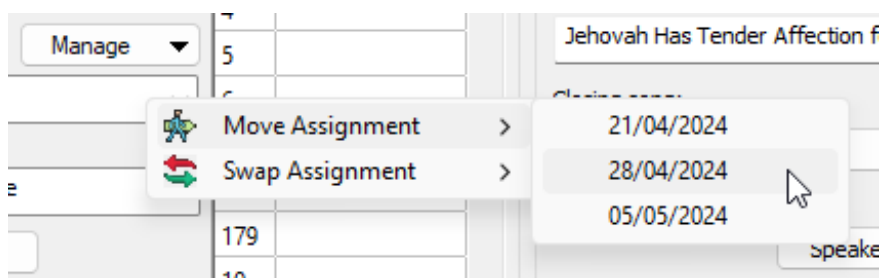 Manage
5
Jehovah Has Tender Affection f
Move Assignment
Swap Assignment
21/04/2024
28/04/2024
05/05/2024
179
Speake